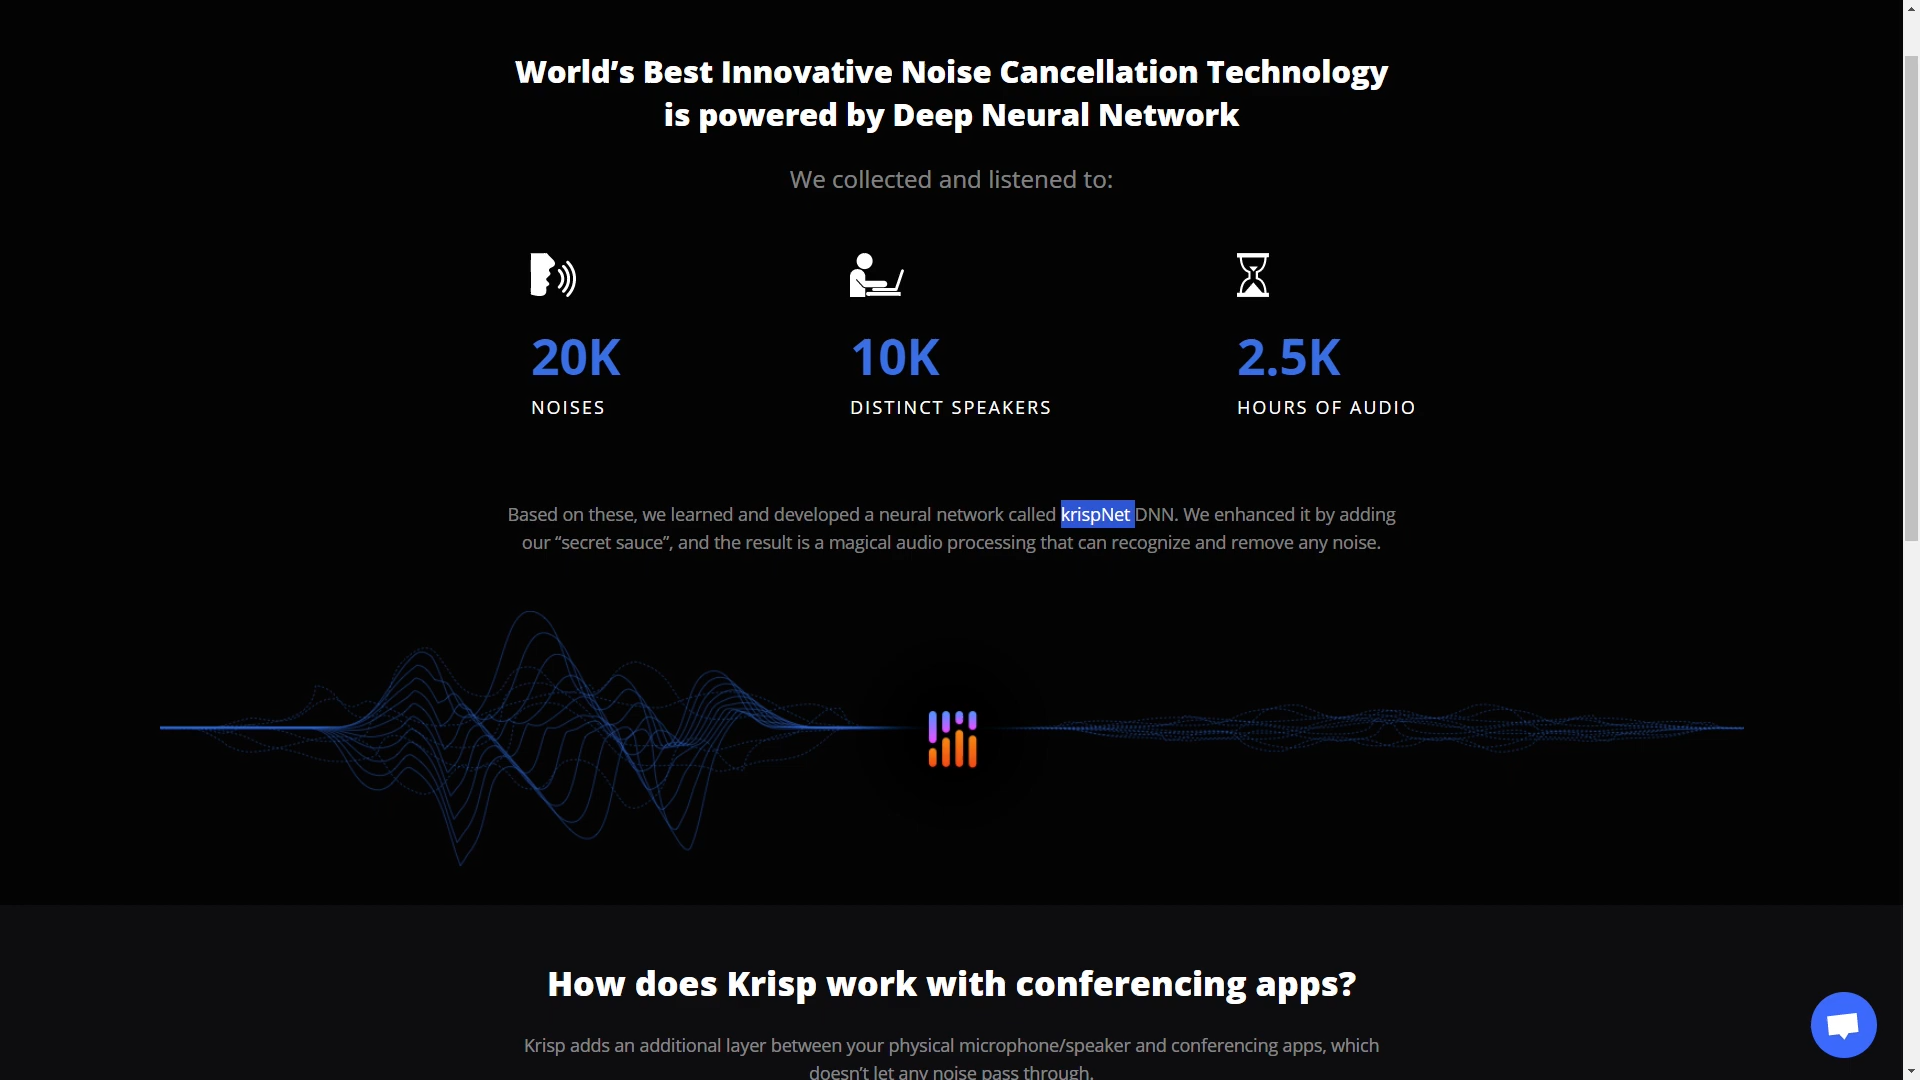 World’s Best Innovative Noise Cancellation Technology
is powered by Deep Neural Network
We collected and listened to:
20K
NOISES
10K
DISTINCT SPEAKERS
2.5K
HOURS OF AUDIO
Based on these, we learned and developed a neural network called krispNet DNN. We enhanced it by adding
our “secret sauce”, and the result is a magical audio processing that can recognize and remove any noise.
How does Krisp work with conferencing apps?
Krisp adds an additional layer between your physical microphone/speaker and conferencing apps, which
doesn’t let any noise pass through.